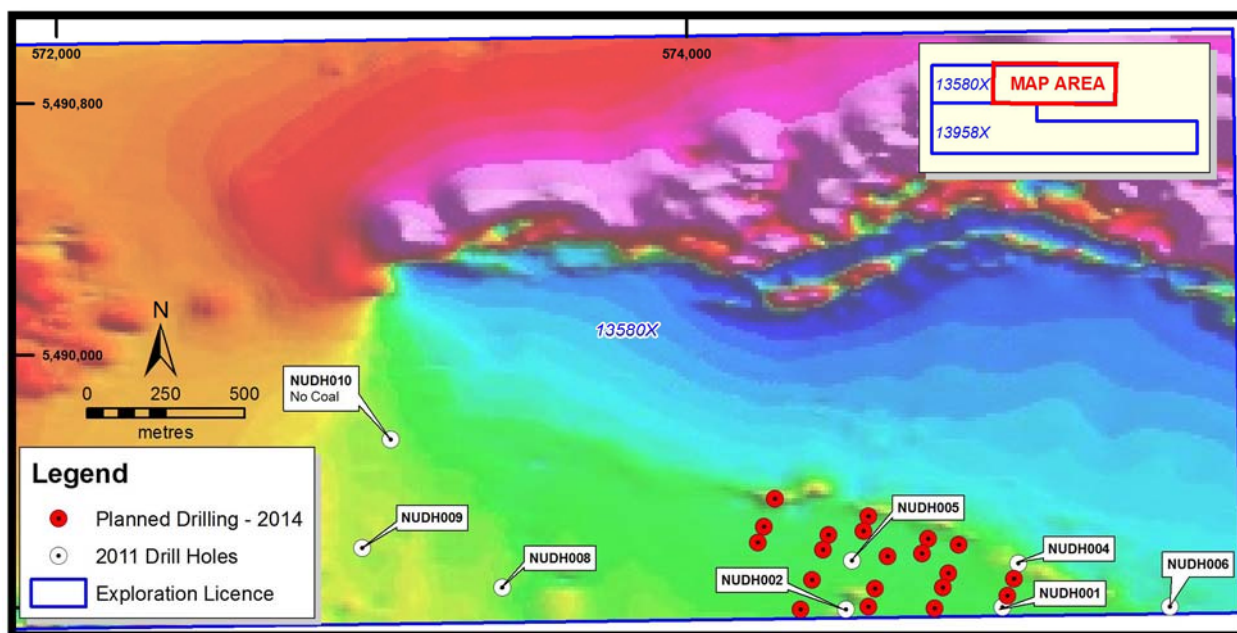 572,000
574,000
5,490,800
13580X
MAP AREA
13958X
13580X
N
5,490,000
0 250 500
metres
NUDH010
No Coal
NUDH009
NUDH008
NUDH005
NUDH004
NUDH006
NUDH002
NUDH001
Legend
Planned Drilling - 2014
2011 Drill Holes
Exploration Licence